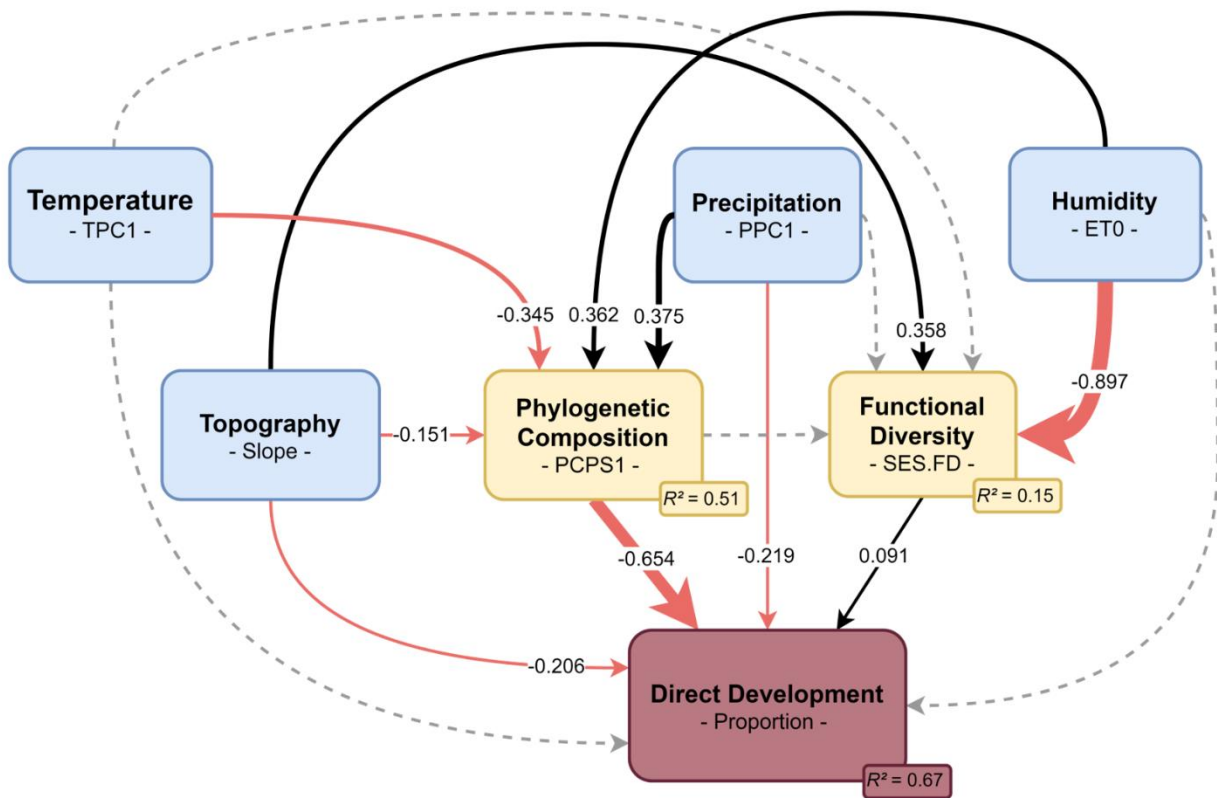 Temperature
- TPC1 -
Precipitation
- PPC1 -
Humidity
- ET0 -
-0.345
0.362
0.375
0.358
-0.897
Topography
- Slope -
-0.151
Phylogenetic
Composition
- PCPS1 -
R² = 0.51
Functional
Diversity
- SES.FD -
R² = 0.15
-0.654
-0.219
0.091
-0.206
Direct Development
- Proportion -
R² = 0.67